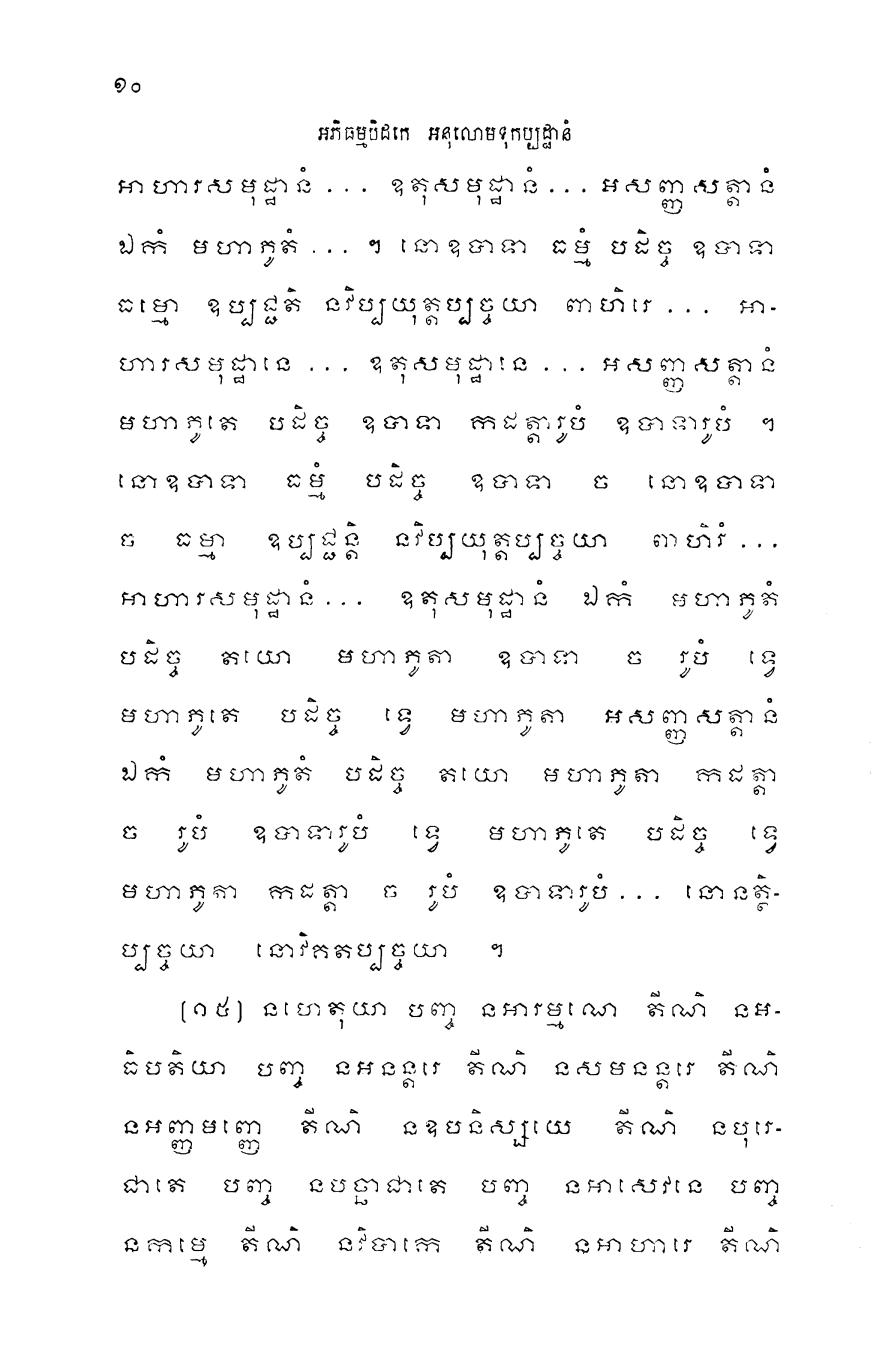 ១០
អភិធម្មបិដកេ អនុលោមទុកប្បដ្ឋានំ
អាហារសមុដ្ឋានំ ... ឧតុសមុដ្ឋានំ ... អសញ្ញសត្តានំ
ឯកំ មហាភូតំ ... ។ នោឧបាទា ធម្មំ បដិច្ច ឧបាទា
ធម្មោ ឧប្បជ្ជតិ នវិប្បយុត្តប្បច្ចយា ពាហិរេ ... អា-
ហារសមុដ្ឋានេ ... ឧតុសមុដ្ឋានេ ... អសញ្ញសត្តានំ
មហាភូតេ បដិច្ច ឧបាទា កដត្តារូបំ ឧបាទារូបំ ។
នោឧបាទា ធម្មំ បដិច្ច ឧបាទា ច នោឧបាទា
ច ធម្មា ឧប្បជ្ជន្តិ នវិប្បយុត្តប្បច្ចយា ពាហិរំ ...
អាហារសមុដ្ឋានំ ... ឧតុសមុដ្ឋានំ ឯកំ មហាភូតំ
បដិច្ច តយោ មហាភូតា ឧបាទា ច រូបំ ទ្វេ
មហាភូតេ បដិច្ច ទ្វេ មហាភូតា អសញ្ញសត្តានំ
ឯកំ មហាភូតំ បដិច្ច តយោ មហាភូតា កដត្តា
ច រូបំ ឧបាទារូបំ ទ្វេ មហាភូតេ បដិច្ច ទ្វេ
មហាភូតា កដត្តា ច រូបំ ឧបាទារូបំ ... នោនត្ថិ-
ប្បច្ចយា នោវិកតប្បច្ចយា ។
[១៥] នហេតុយា បញ្ច នអារម្មណេ តីណិ នអ-
ធិបតិយា បញ្ច នអនន្តរេ តីណិ នសមនន្តរេ តីណិ
នអញ្ញមញ្ញេ តីណិ នឧបនិស្សយេ តីណិ នបុរេ-
ជាតេ បញ្ច នបច្ឆាជាតេ បញ្ច នអាសេវនេ បញ្ច
នកម្មេ តីណិ នវិបាកេ តីណិ នអាហារេ តីណិ